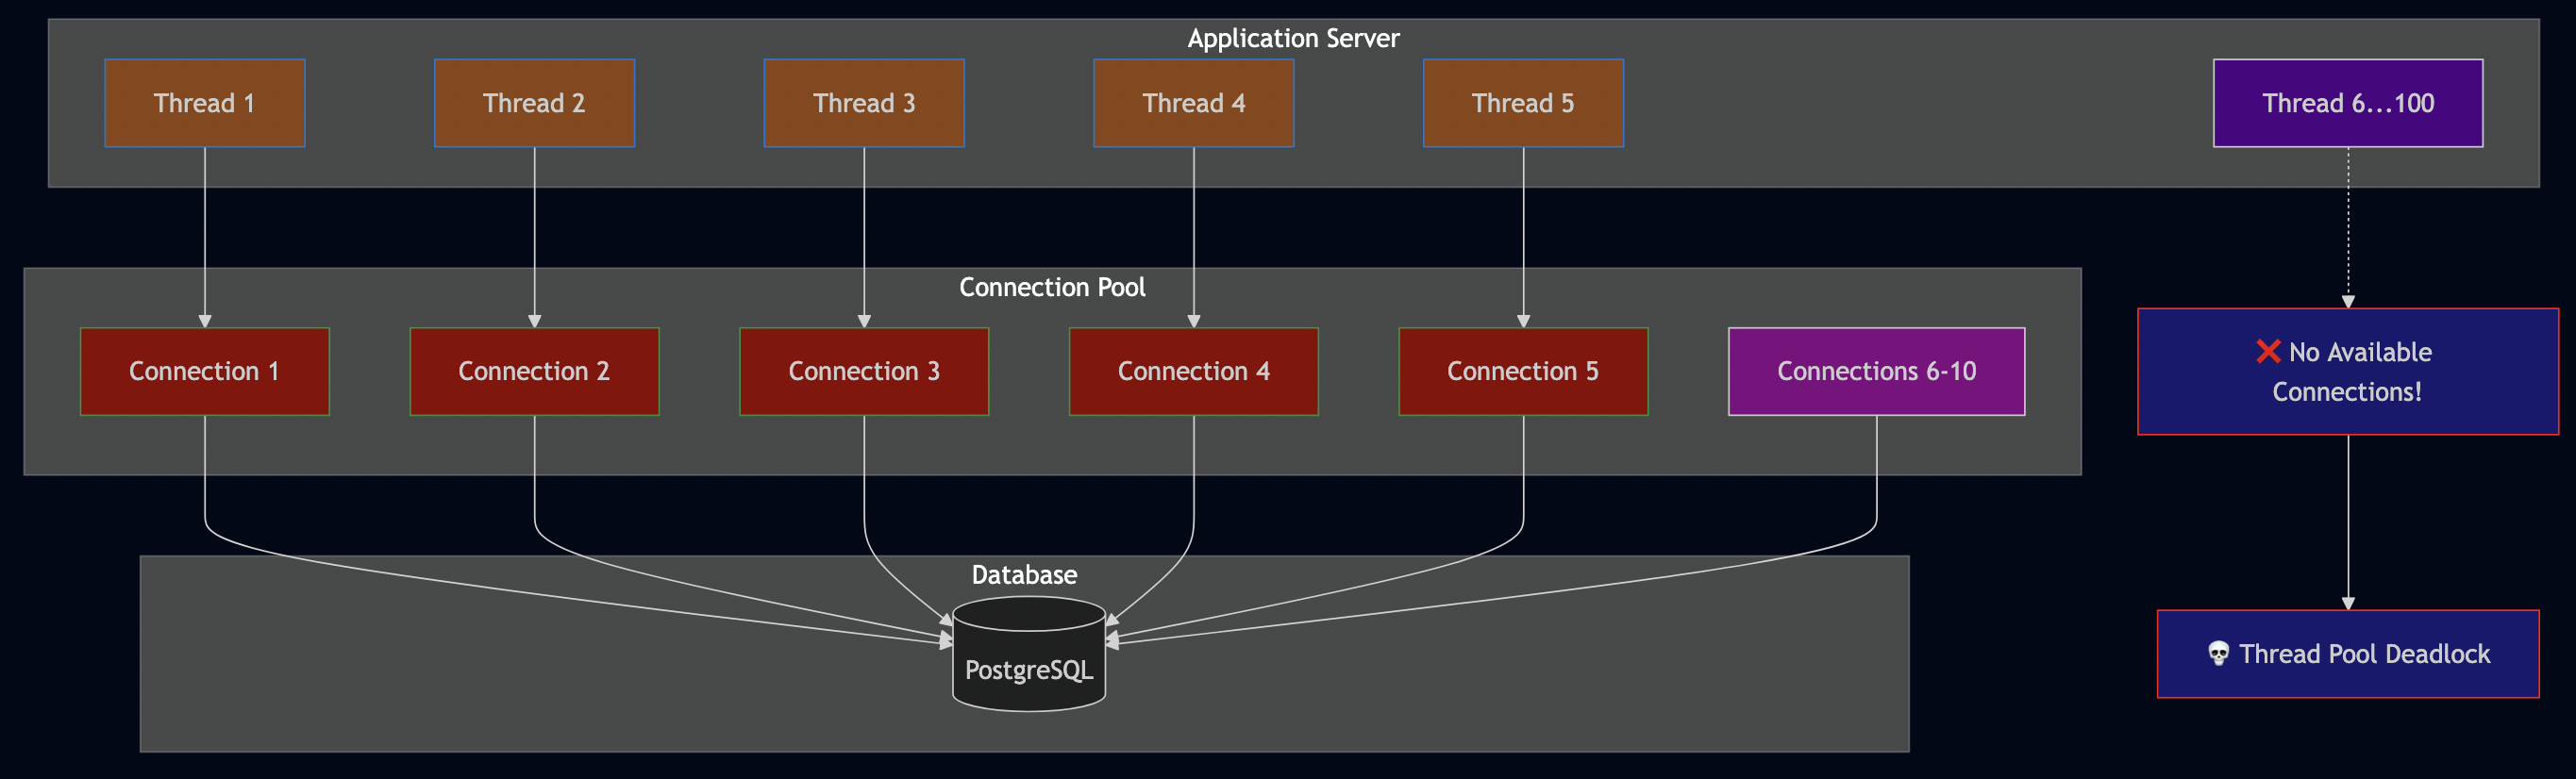 Application Server
Thread 1
Thread 2
Thread 3
Thread 4
Thread 5
Thread 6...100
Connection Pool
Connection 1
Connection 2
Connection 3
Connection 4
Connection 5
Connections 6-10
❌ No Available
Connections!
Database
PostgreSQL
💀 Thread Pool Deadlock